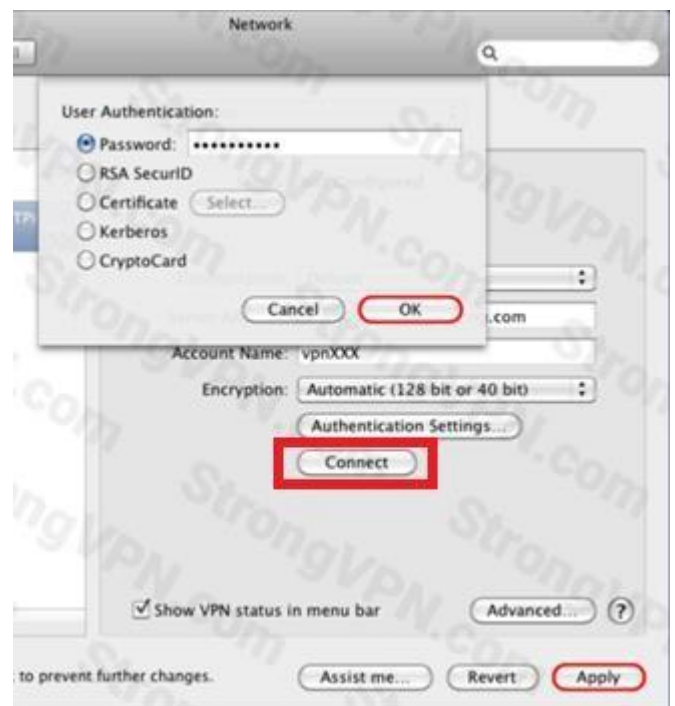 Network
User Authentication:
Password: ••••••••••
RSA SecurID
Certificate Select...
Kerberos
CryptoCard
Cancel OK
.com
Account Name: vpnXXX
Encryption: Automatic (128 bit or 40 bit)
Authentication Settings...
Connect
Show VPN status in menu bar Advanced... ?
to prevent further changes. Assist me... Revert Apply
StrongVPN.com